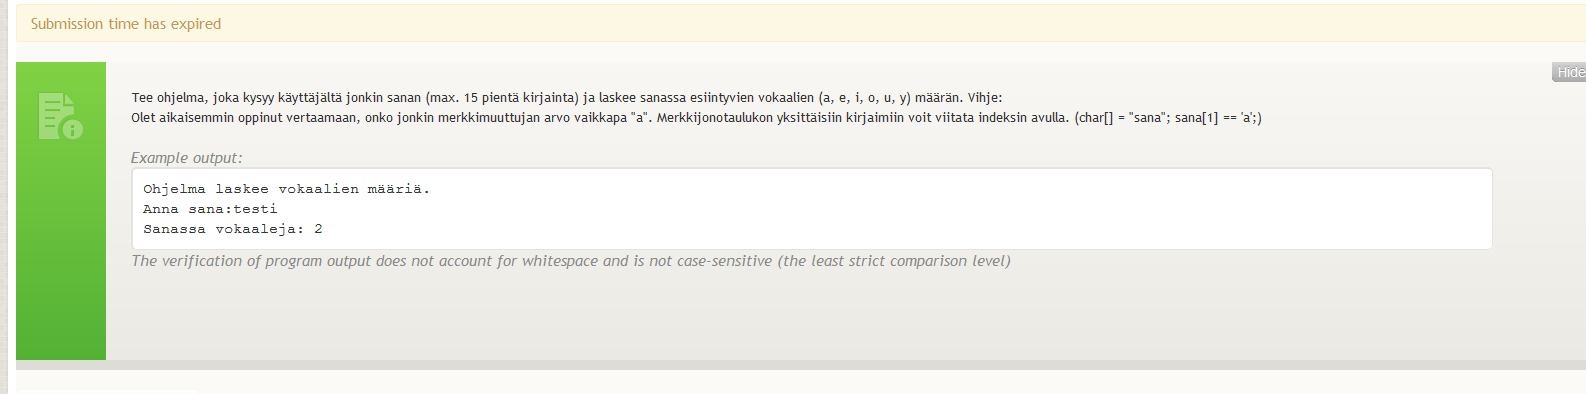 Submission time has expired
Hide
Tee ohjelma, joka kysyy käyttäjältä jonkin sanan (max. 15 pientä kirjainta) ja laskee sanassa esiintyvien vokaalien (a, e, i, o, u, y) määrän. Vihje:
Olet aikaisemmin oppinut vertaamaan, onko jonkin merkkimuuttujan arvo vaikkapa "a". Merkkijonotaulukon yksittäisiin kirjaimiin voit viitata indeksin avulla. (char[] = "sana"; sana[1] == 'a';)
Example output:
Ohjelma laskee vokaalien määriä.
Anna sana:testi
Sanassa vokaaleja: 2
The verification of program output does not account for whitespace and is not case-sensitive (the least strict comparison level)